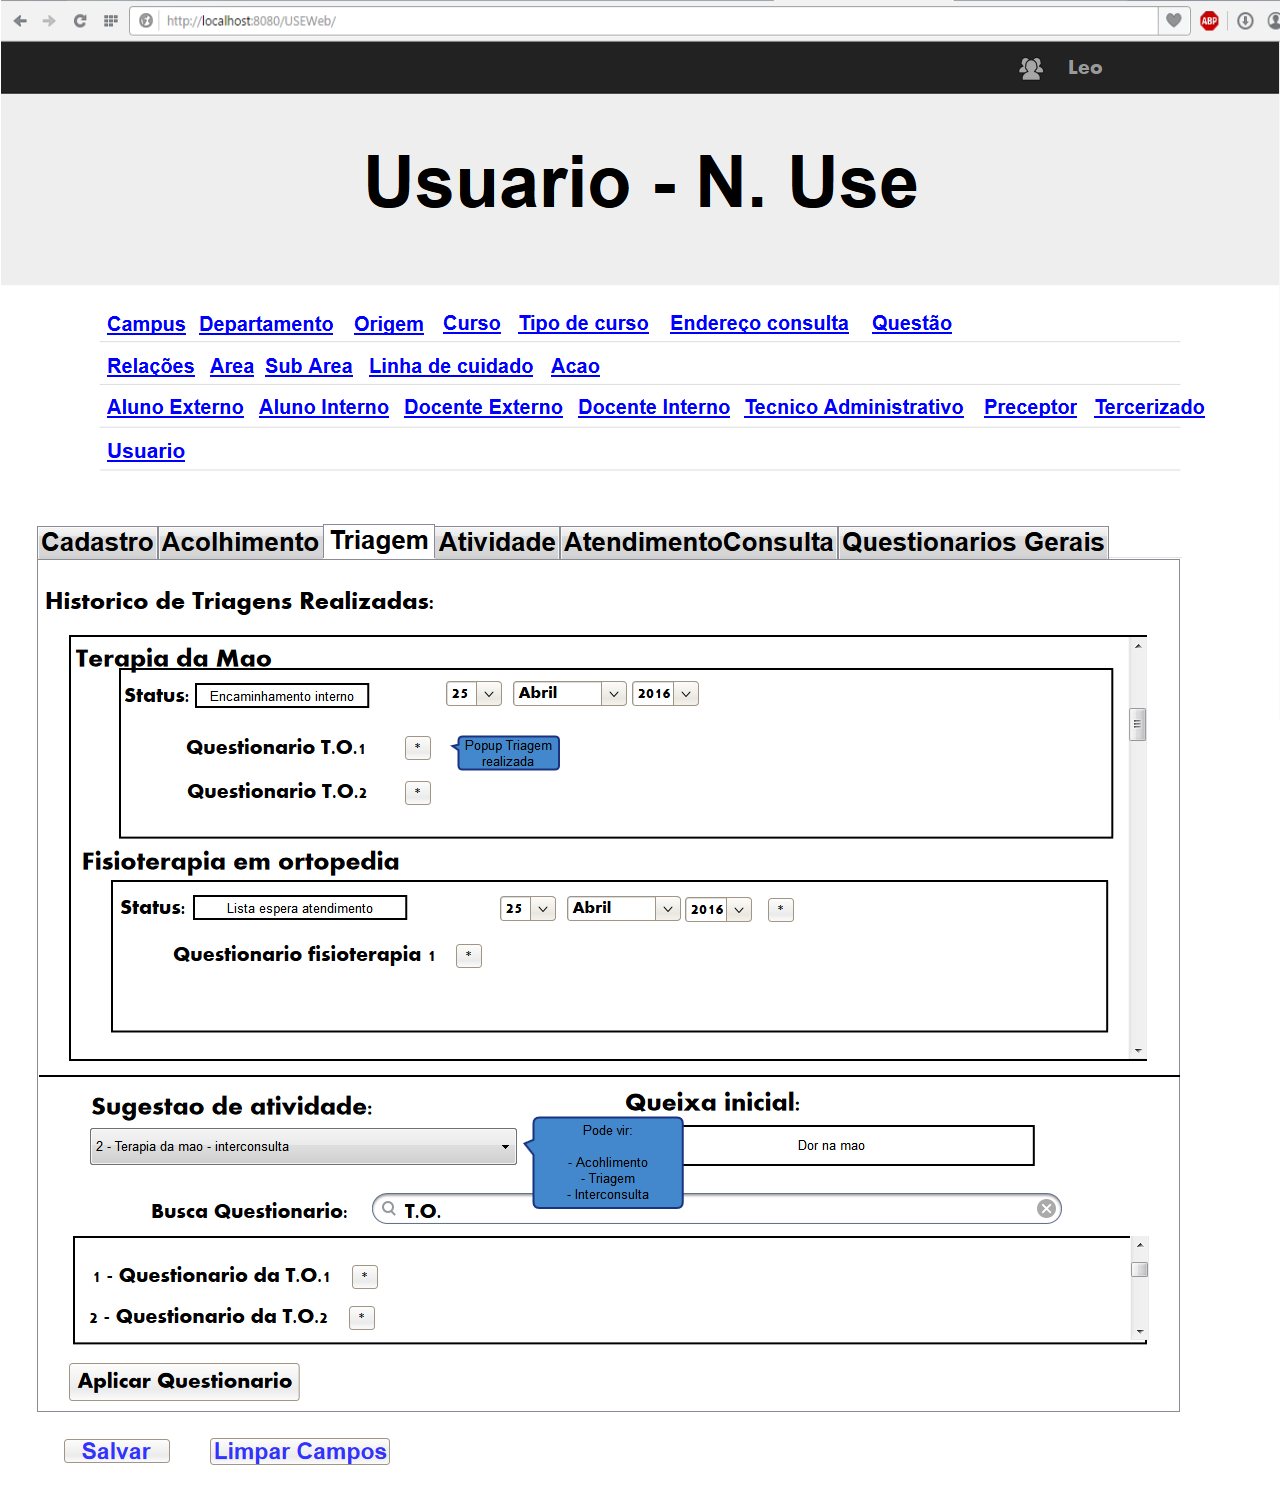 http://localhost:8080/USEWeb/
ABP
Leo
Usuario - N. Use
Campus Departamento Origem Curso Tipo de curso Endereço consulta Questão
Relações Area Sub Area Linha de cuidado Acao
Aluno Externo Aluno Interno Docente Externo Docente Interno Tecnico Administrativo Preceptor Tercerizado
Usuario
Cadastro Acolhimento Triagem Atividade AtendimentoConsulta Questionarios Gerais
Historico de Triagens Realizadas:
Terapia da Mao
Status: Encaminhamento interno 25 Abril 2016
Questionario T.O.1 *
Popup Triagem
realizada
Questionario T.O.2 *
Fisioterapia em ortopedia
Status: Lista espera atendimento 25 Abril 2016 *
Questionario fisioterapia 1 *
Sugestao de atividade: Queixa inicial:
2 - Terapia da mao - interconsulta
Pode vir:
- Acohlimento
- Triagem
- Interconsulta
Dor na mao
Busca Questionario: T.O.
1 - Questionario da T.O.1 *
2 - Questionario da T.O.2 *
Aplicar Questionario
Salvar Limpar Campos